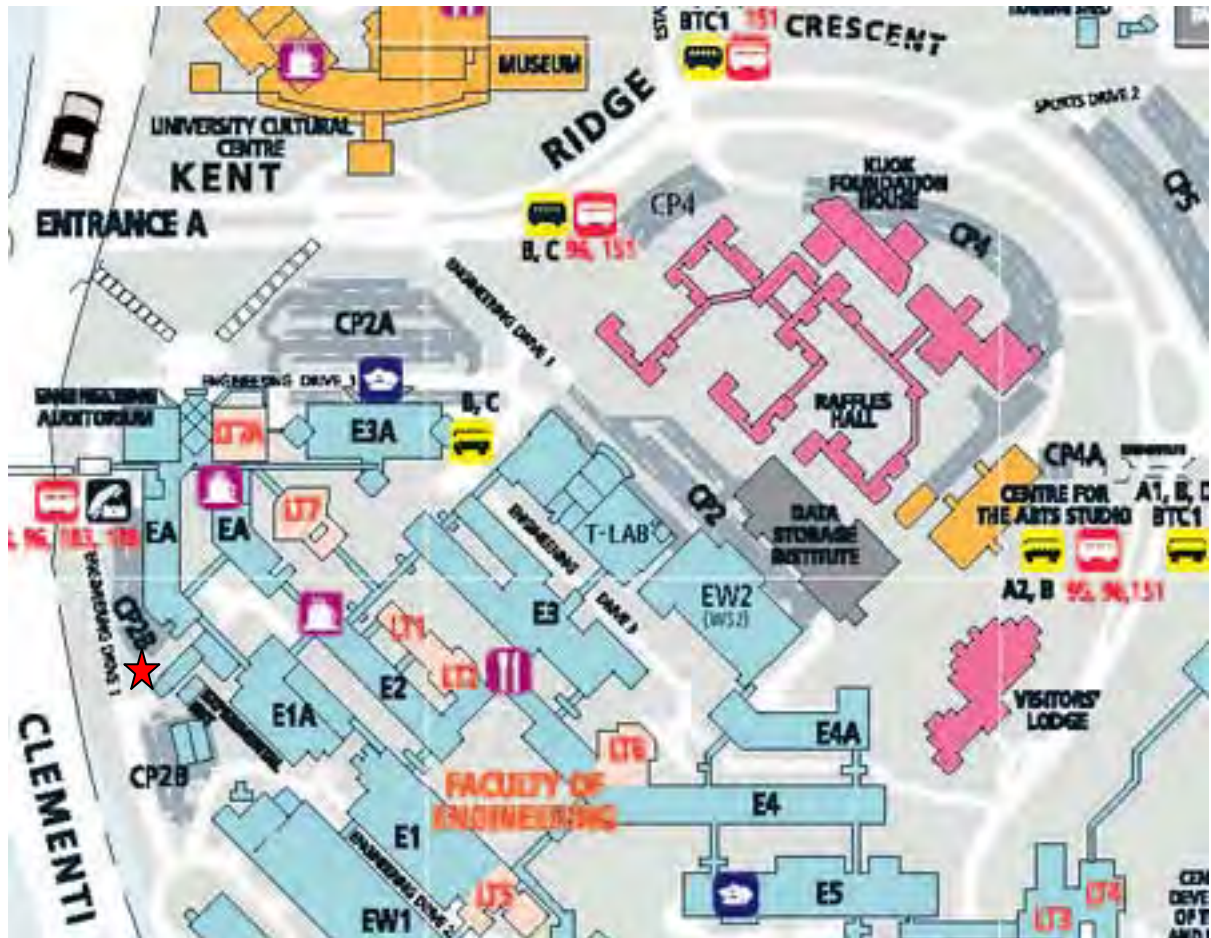 BTC1 151
CRESCENT
MUSEUM
SPORTS DRIVE 2
RIDGE
UNIVERSITY CULTURAL
CENTRE
KENT
KUOK
FOUNDATION
HOUSE
CP5
CP4
CP4
ENTRANCE A
B, C 96, 151
ENGINEERING DRIVE 1
CP2A
ENGINEERING DRIVE 3
ENGINEERING
AUDITORIUM
LT7A
E3A
B, C
RAFFLES
HALL
CP4A
CENTRE FOR
THE ARTS STUDIO
A1, B, D
BTC1
A2, B 95, 96, 151
EA
EA
LT7
CP2
DATA
STORAGE
INSTITUTE
T-LAB
ENGINEERING
DRIVE 3
EW2
(WS2)
E3
CP2B
ENGINEERING DRIVE 1
LT1
LT2
E2
E1A
VISITORS'
LODGE
E4A
LT6
CP2B
CLEMENTI
FACULTY OF
ENGINEERING
E4
E1
ENGINEERING DRIVE 2
E5
LT5
EW1
LT4
LT3